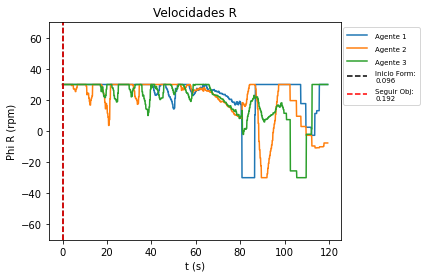 Velocidades R
Phi R (rpm)
60
40
20
0
−20
−40
−60
0
20
40
60
80
100
120
t (s)
Agente 1
Agente 2
Agente 3
Inicio Form:
0.096
Seguir Obj:
0.192